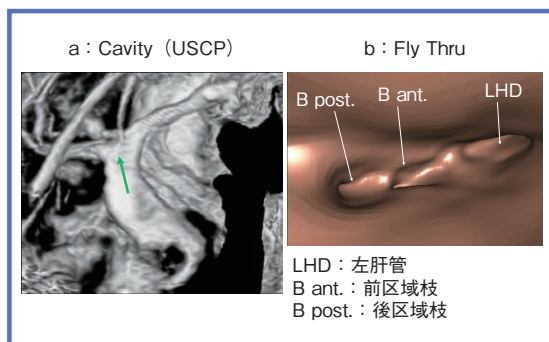 a：Cavity（USCP）
b：Fly Thru
B post.
B ant.
LHD
LHD：左肝管
B ant.：前区域枝
B post.：後区域枝